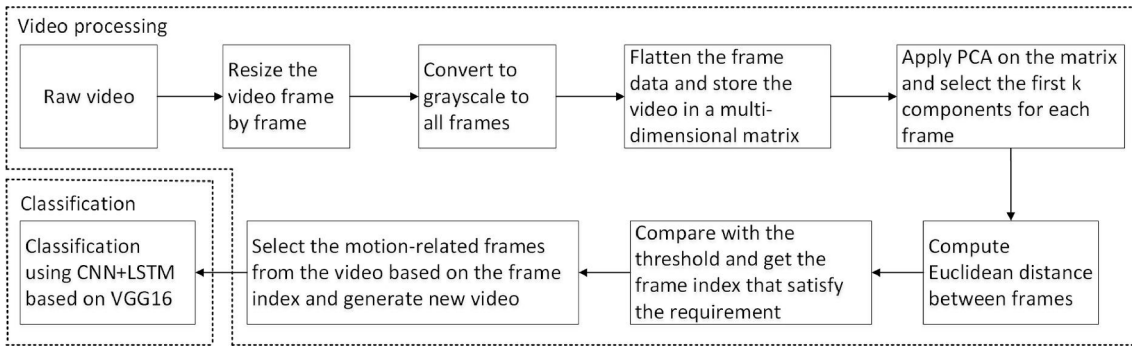 Video processing
Raw video
Resize the
video frame
by frame
Convert to
grayscale to
all frames
Flatten the frame
data and store the
video in a multi-
dimensional matrix
Apply PCA on the matrix
and select the first k
components for each
frame
Compute
Euclidean distance
between frames
Compare with the
threshold and get the
frame index that satisfy
the requirement
Select the motion-related frames
from the video based on the frame
index and generate new video
Classification
Classification
using CNN+LSTM
based on VGG16